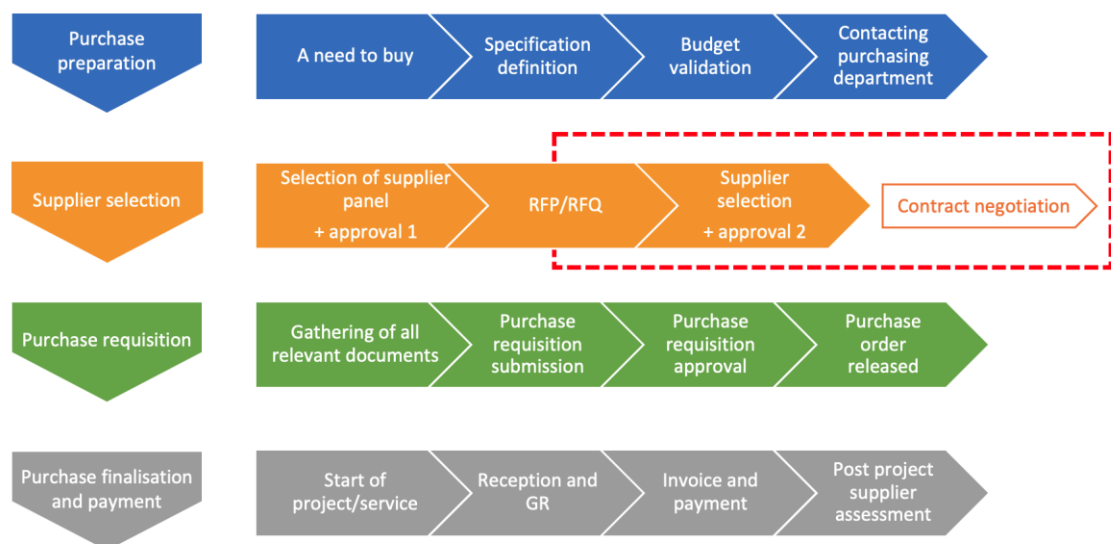 Purchase
preparation
A need to buy
Specification
definition
Budget
validation
Contacting
purchasing
department
Supplier selection
Selection of supplier
panel
+ approval 1
RFP/RFQ
Supplier
selection
+ approval 2
Contract negotiation
Purchase requisition
Gathering of all
relevant documents
Purchase
requisition
submission
Purchase
requisition
approval
Purchase
order
released
Purchase finalisation
and payment
Start of
project/service
Reception and
GR
Invoice and
payment
Post project
supplier
assessment